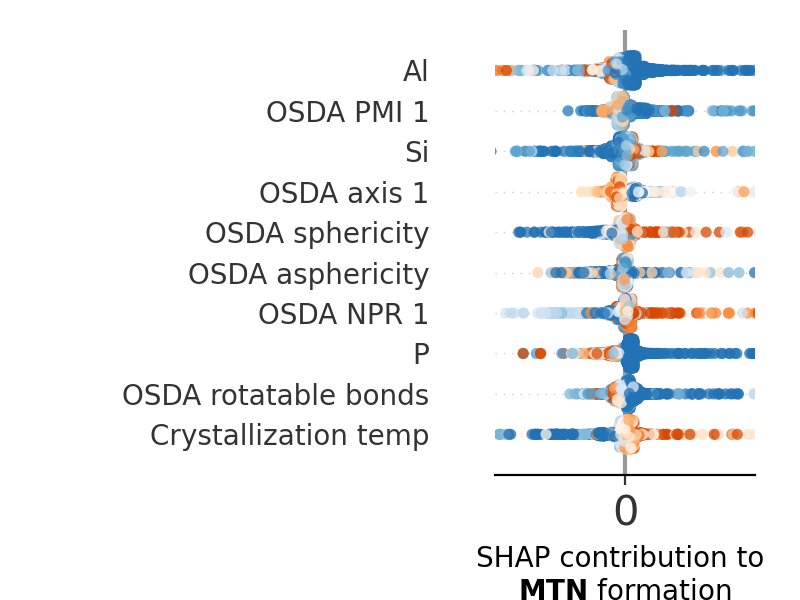 Al
OSDA PMI 1
Si
OSDA axis 1
OSDA sphericity
OSDA asphericity
OSDA NPR 1
P
OSDA rotatable bonds
Crystallization temp
0
SHAP contribution to
MTN formation